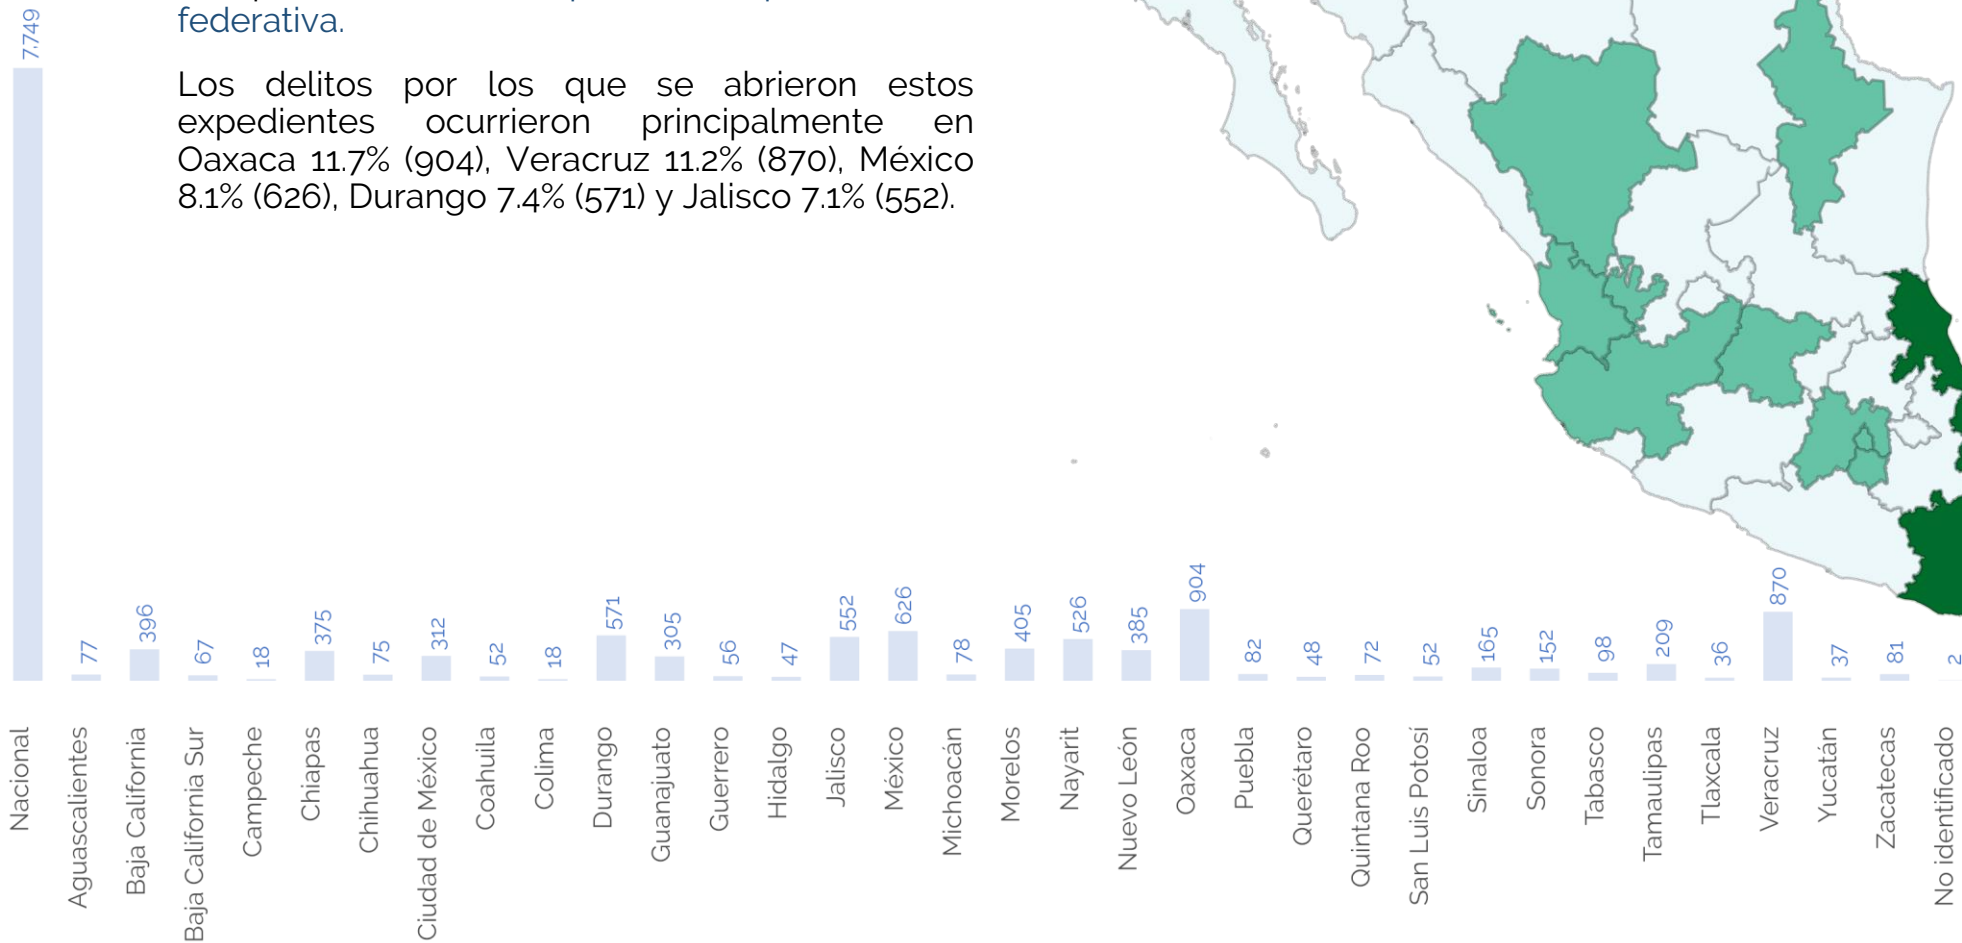 federativa.
Los delitos por los que se abrieron estos
expedientes ocurrieron principalmente en
Oaxaca 11.7% (904), Veracruz 11.2% (870), México
8.1% (626), Durango 7.4% (571) y Jalisco 7.1% (552).
7,749
77
396
67
18
375
75
312
52
18
571
305
56
47
552
626
78
405
526
385
904
82
48
72
52
165
152
98
209
36
870
37
81
2
Nacional
Aguascalientes
Baja California
Baja California Sur
Campeche
Chiapas
Chihuahua
Ciudad de México
Coahuila
Colima
Durango
Guanajuato
Guerrero
Hidalgo
Jalisco
México
Michoacán
Morelos
Nayarit
Nuevo León
Oaxaca
Puebla
Querétaro
Quintana Roo
San Luis Potosí
Sinaloa
Sonora
Tabasco
Tamaulipas
Tlaxcala
Veracruz
Yucatán
Zacatecas
No identificado